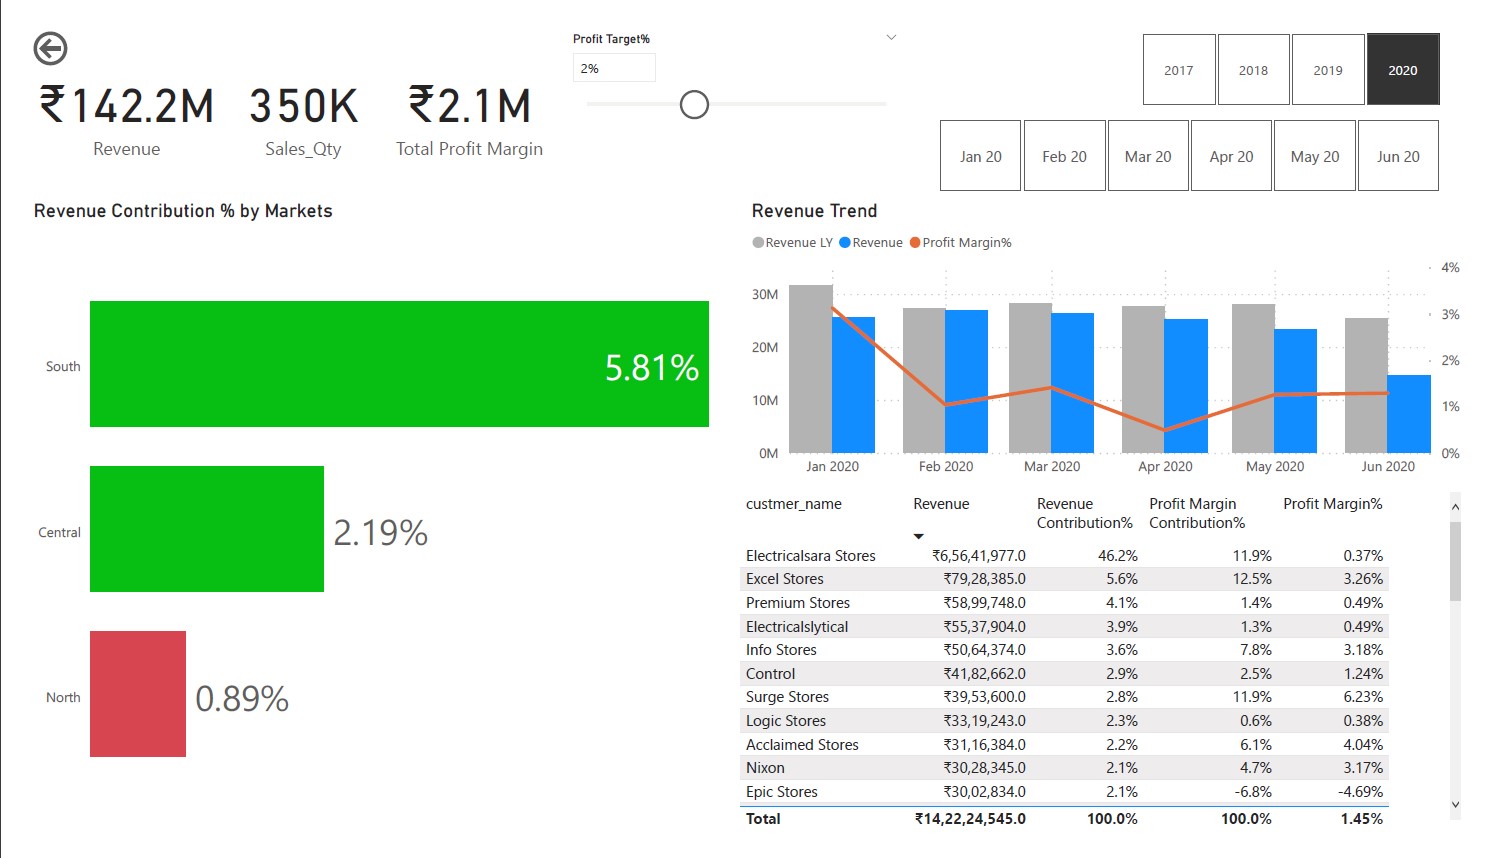 Profit Target%
2%
₹142.2M 350K ₹2.1M
Revenue Sales_Qty Total Profit Margin
2017 2018 2019 2020
Jan 20 Feb 20 Mar 20 Apr 20 May 20 Jun 20
Revenue Contribution % by Markets
South 5.81%
Central 2.19%
North 0.89%
Revenue Trend
Revenue LY Revenue Profit Margin%
4%
30M
3%
20M
2%
10M
1%
0M 0%
Jan 2020 Feb 2020 Mar 2020 Apr 2020 May 2020 Jun 2020
custmer_name Revenue Revenue Contribution% Profit Margin Contribution% Profit Margin%
Electricalsara Stores ₹6,56,41,977.0 46.2% 11.9% 0.37%
Excel Stores ₹79,28,385.0 5.6% 12.5% 3.26%
Premium Stores ₹58,99,748.0 4.1% 1.4% 0.49%
Electricalslytical ₹55,37,904.0 3.9% 1.3% 0.49%
Info Stores ₹50,64,374.0 3.6% 7.8% 3.18%
Control ₹41,82,662.0 2.9% 2.5% 1.24%
Surge Stores ₹39,53,600.0 2.8% 11.9% 6.23%
Logic Stores ₹33,19,243.0 2.3% 0.6% 0.38%
Acclaimed Stores ₹31,16,384.0 2.2% 6.1% 4.04%
Nixon ₹30,28,345.0 2.1% 4.7% 3.17%
Epic Stores ₹30,02,834.0 2.1% -6.8% -4.69%
Total ₹14,22,24,545.0 100.0% 100.0% 1.45%